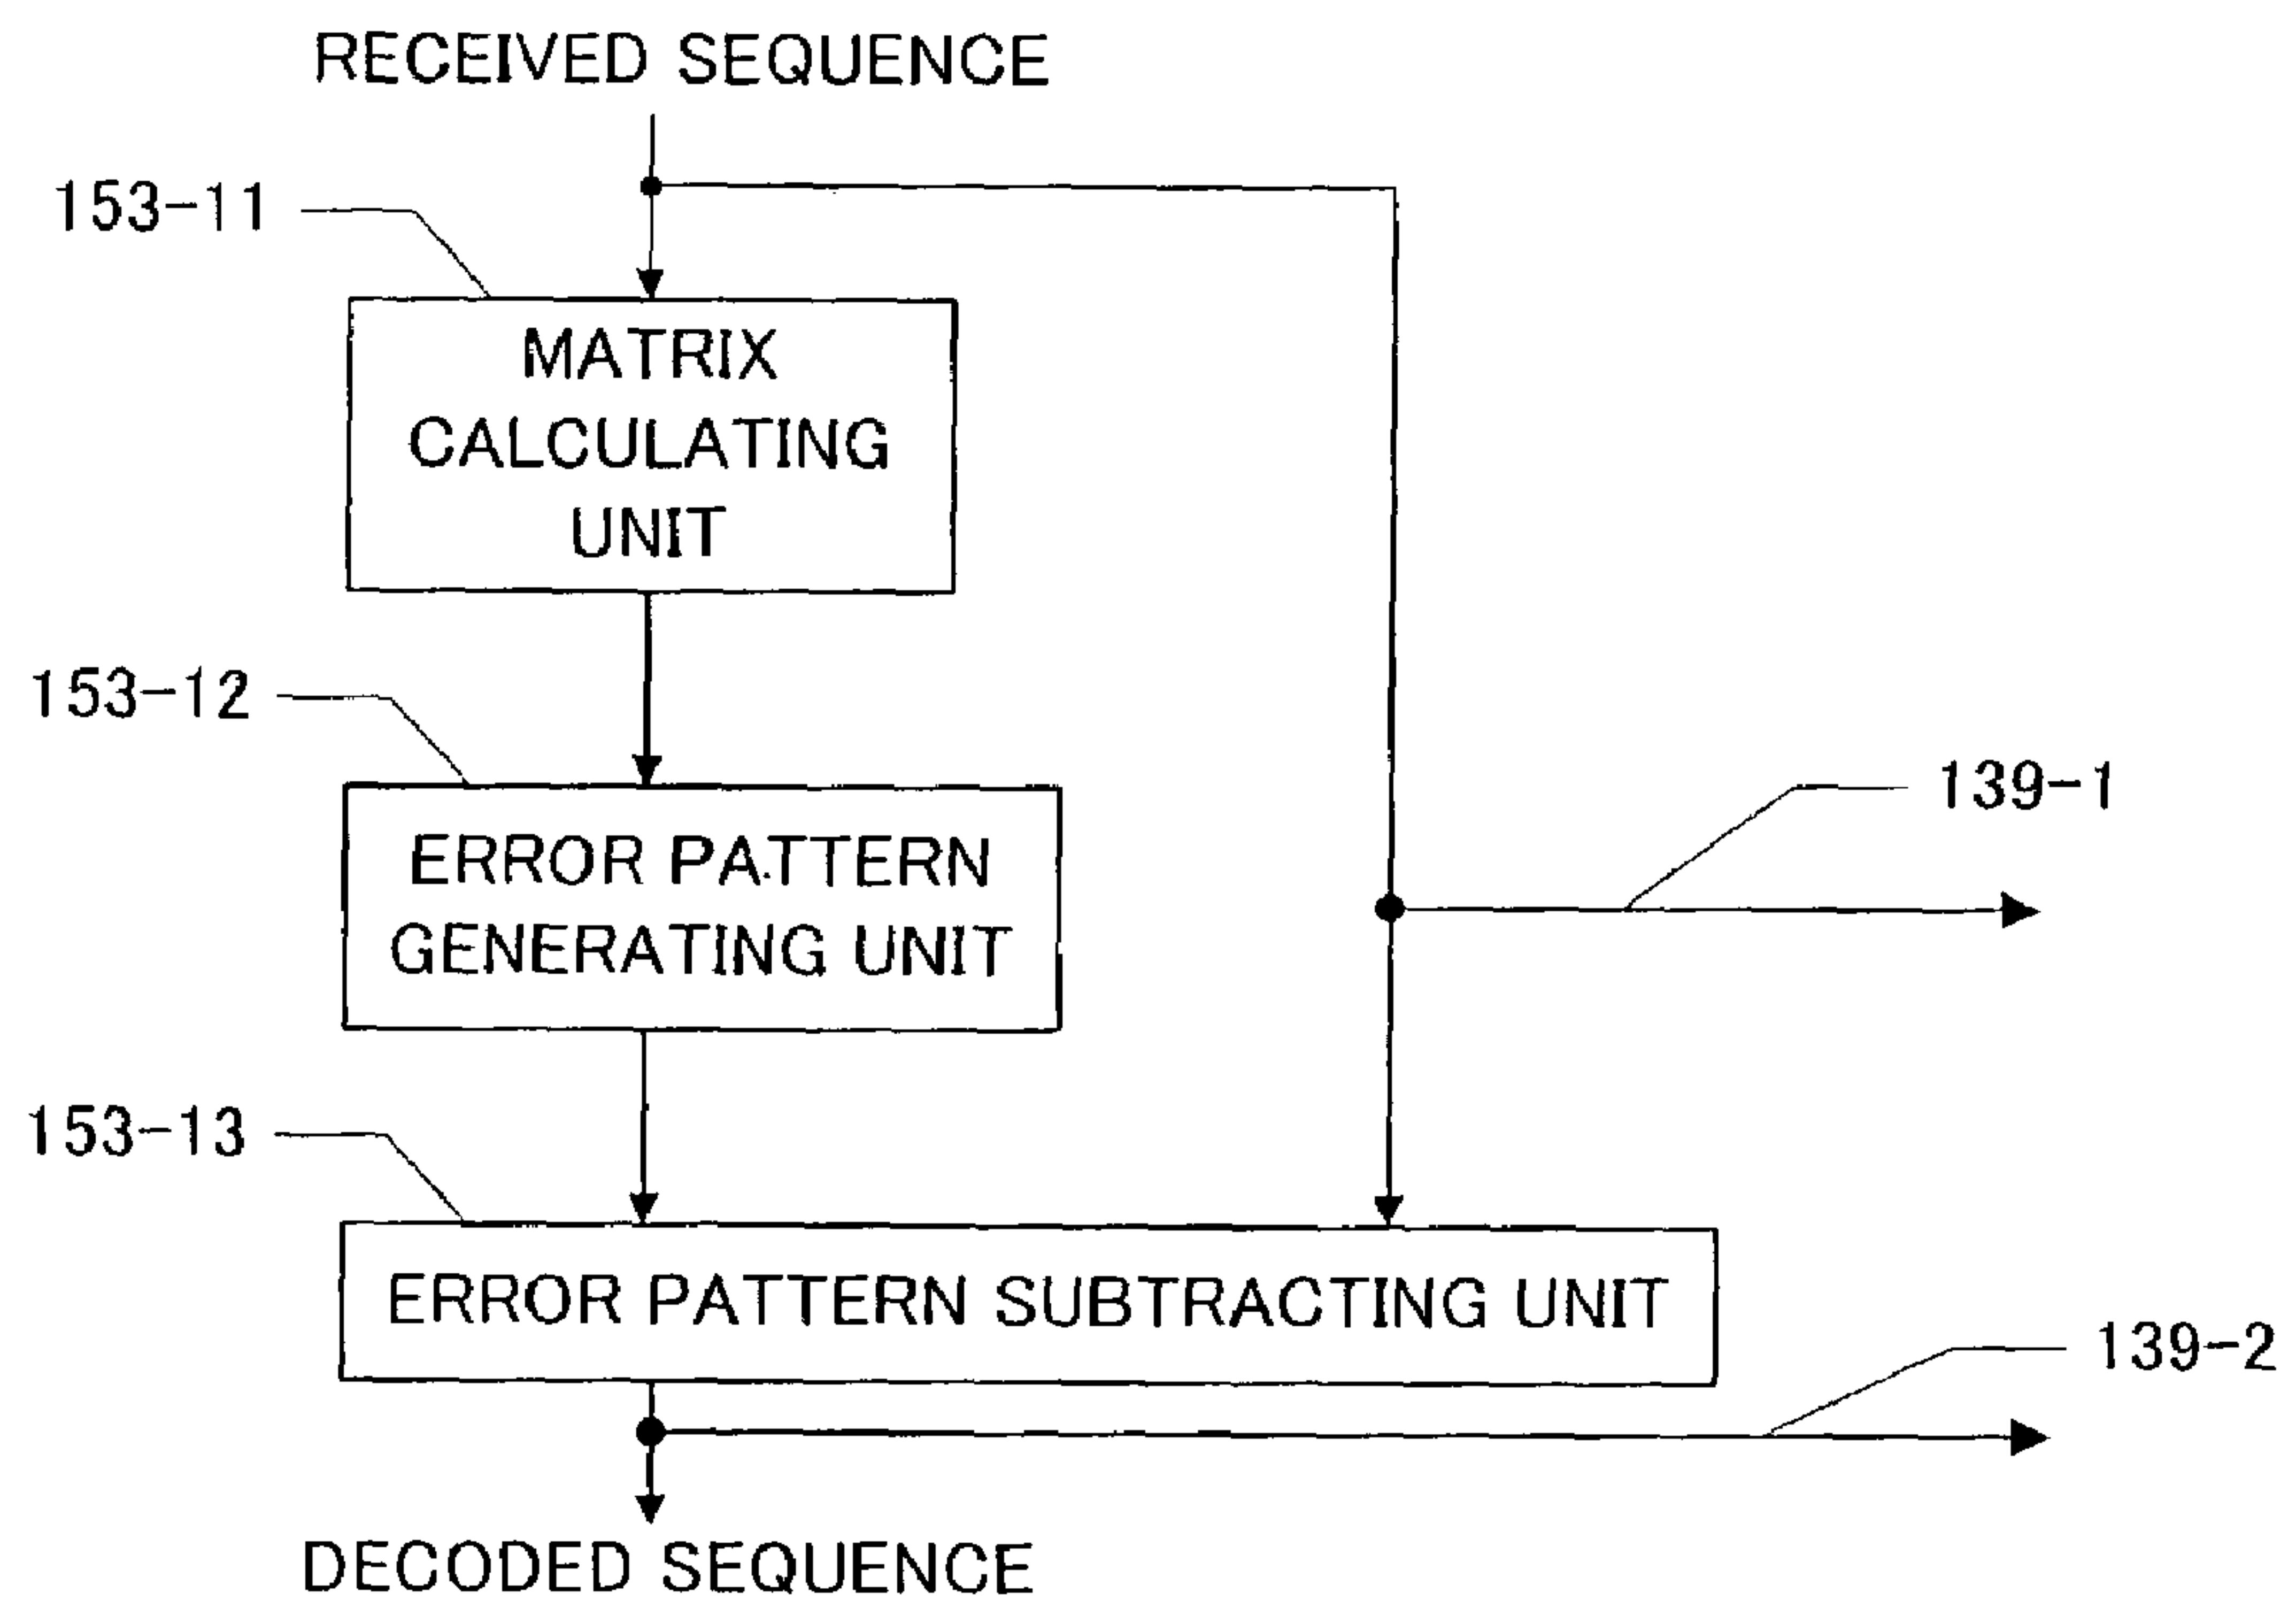 RECEIVED SEQUENCE
153-11
MATRIX
CALCULATING
UNIT
153-12
139-1
ERROR PATTERN
GENERATING UNIT
153-13
ERROR PATTERN SUBTRACTING UNIT
139-2
DECODED SEQUENCE